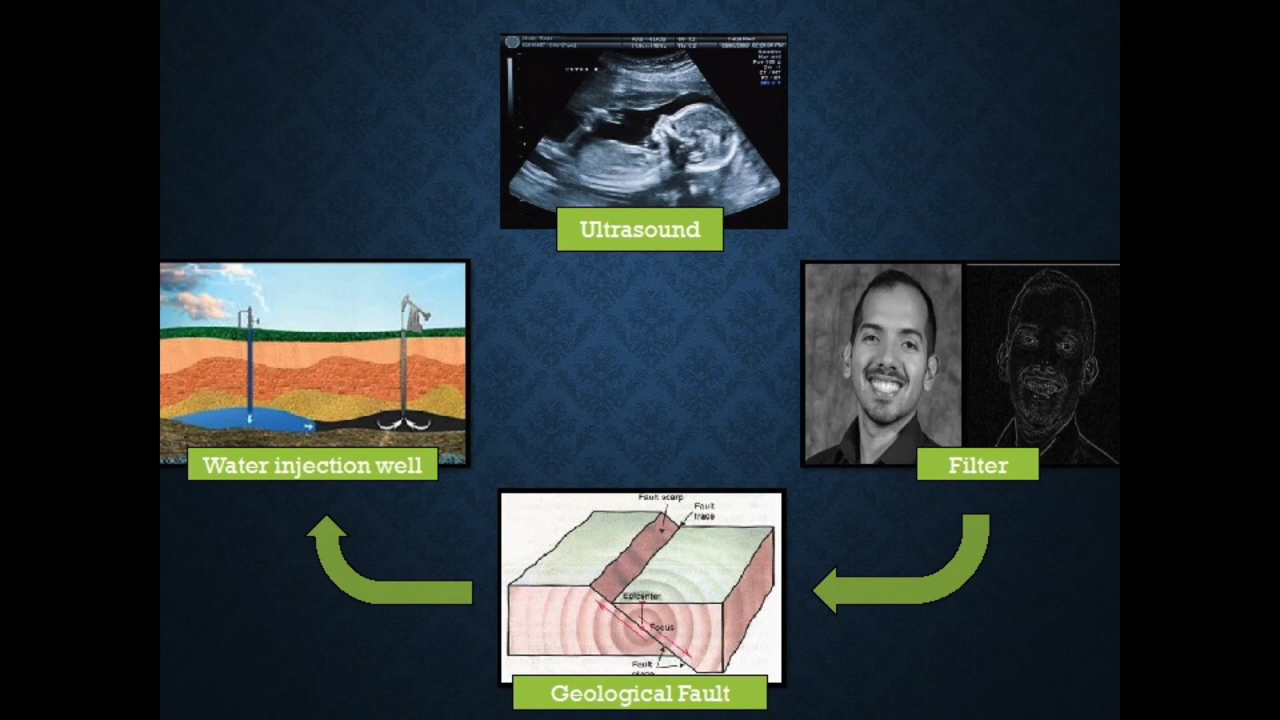 Ultrasound
Water injection well
Filter
Fault scarp
Fault
trace
Epicenter
Focus
Fault
Geological Fault